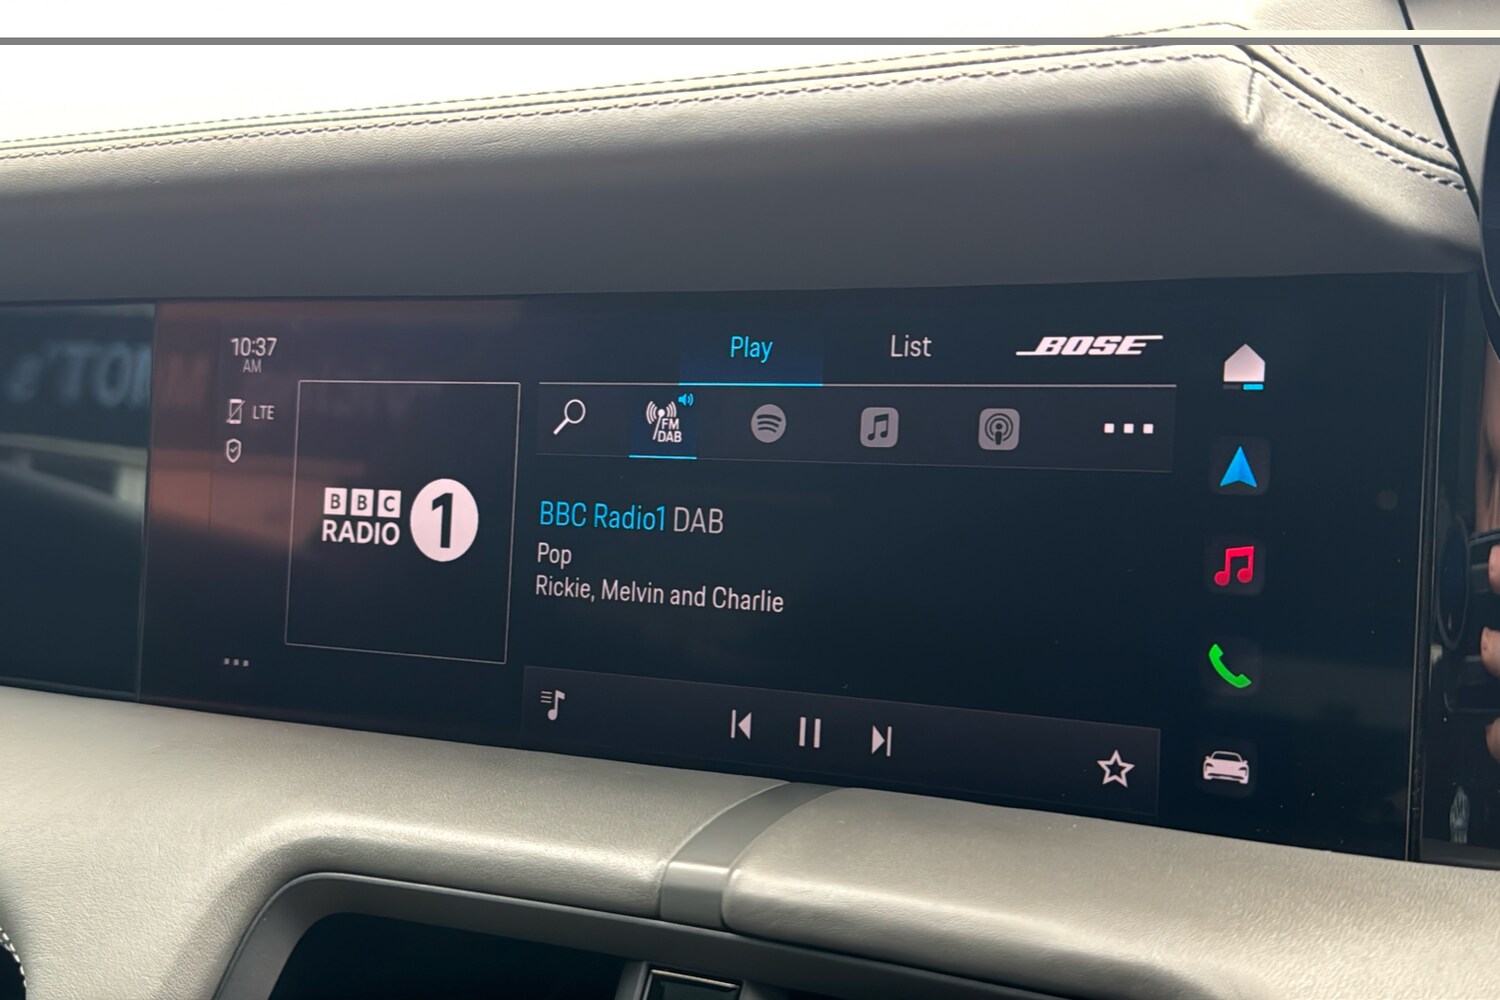 Play
List
BOSE
10:37
AM
LTE
FM
DAB
BBC
RADIO 1
BBC Radio1 DAB
Pop
Rickie, Melvin and Charlie